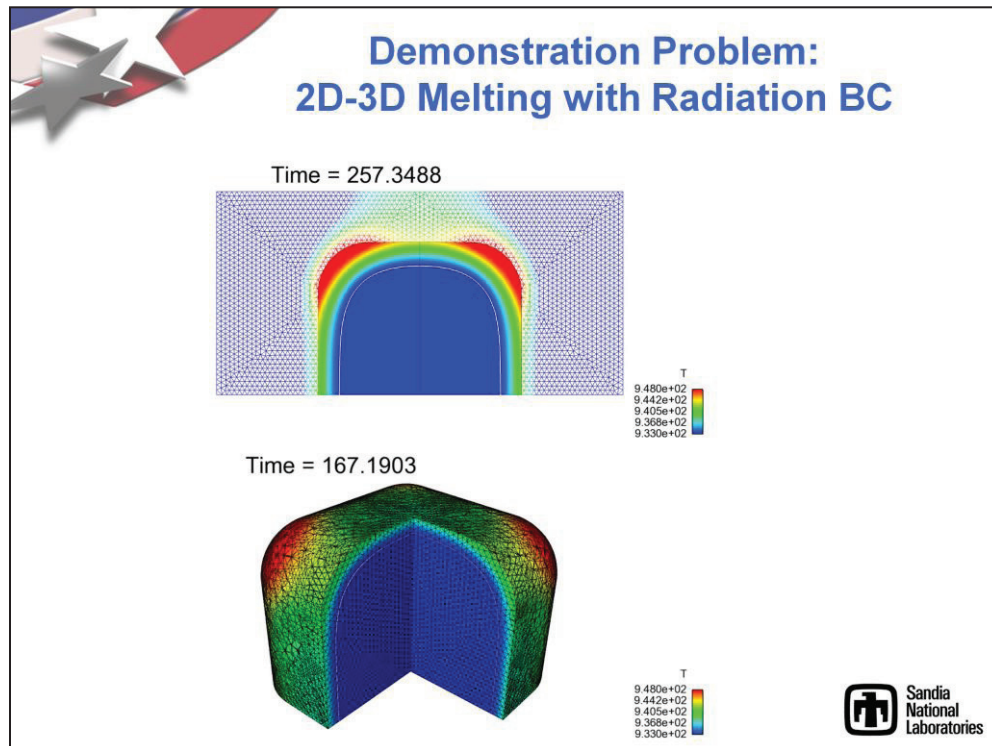 Demonstration Problem:
2D-3D Melting with Radiation BC
Time = 257.3488
T
9.480e+02
9.442e+02
9.405e+02
9.368e+02
9.330e+02
Time = 167.1903
T
9.480e+02
9.442e+02
9.405e+02
9.368e+02
9.330e+02
Sandia
National
Laboratories